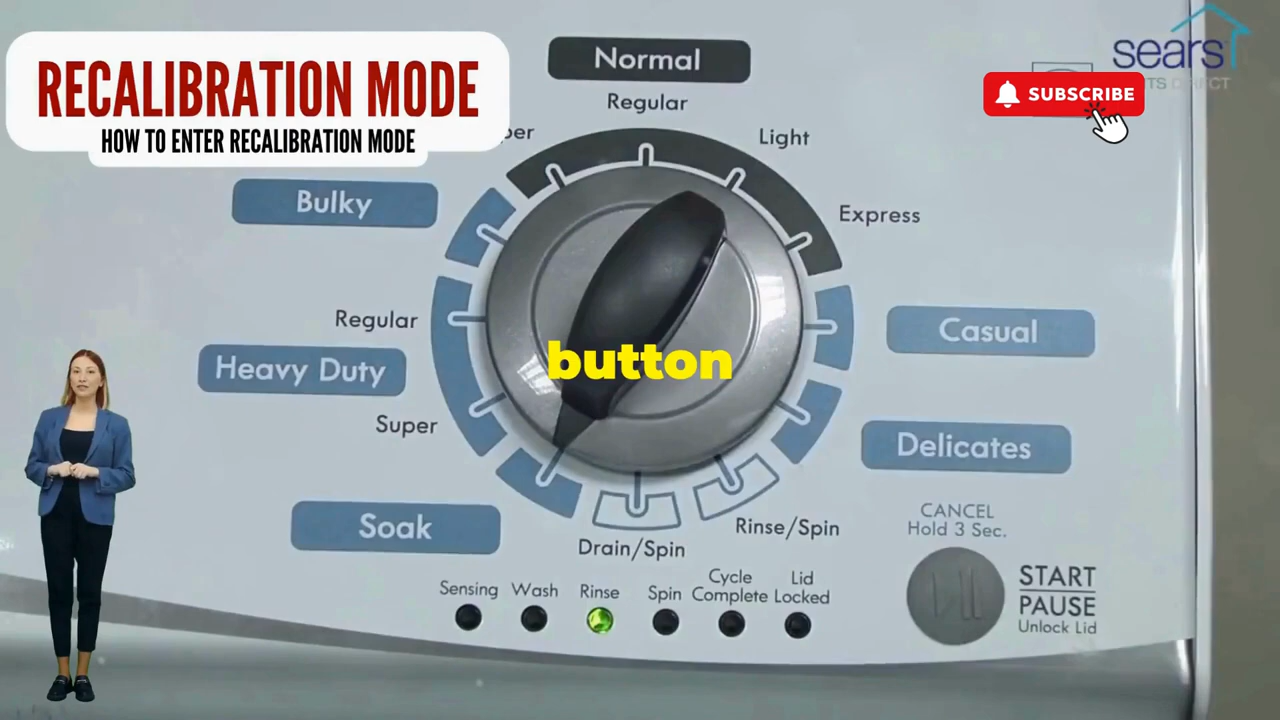 sears
RECALIBRATION MODE
HOW TO ENTER RECALIBRATION MODE
SUBSCRIBE
Normal
Regular
Light
Bulky
Express
Regular
Casual
Heavy Duty
button
Super
Delicates
Soak
CANCEL
Hold 3 Sec.
Rinse/Spin
Drain/Spin
Sensing
Wash
Rinse
Spin
Cycle
Complete
Lid
Locked
START
PAUSE
Unlock Lid